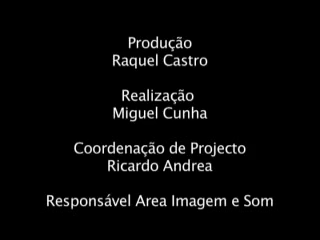 Produção
Raquel Castro
Realização
Miguel Cunha
Coordenação de Projecto
Ricardo Andrea
Responsável Area Imagem e Som